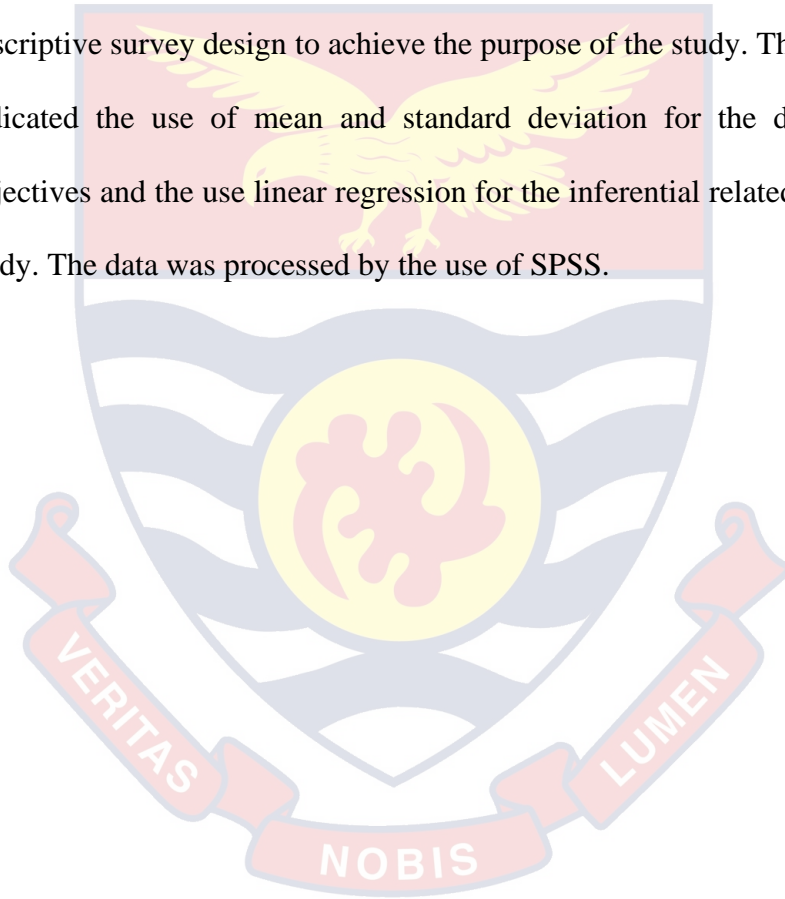 scriptive survey design to achieve the purpose of the study. Th
dicated the use of mean and standard deviation for the d
jectives and the use linear regression for the inferential related
dy. The data was processed by the use of SPSS.
VERITAS
NOBIS
LUMEN